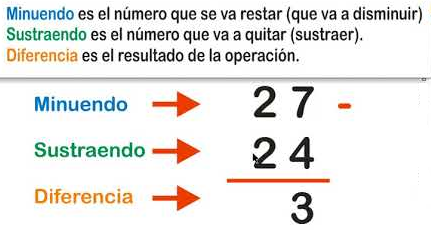 Minuendo es el número que se va restar (que va a disminuir)
Sustraendo es el número que va a quitar (sustraer).
Diferencia es el resultado de la operación.
Minuendo 27 -
Sustraendo 24
Diferencia 3